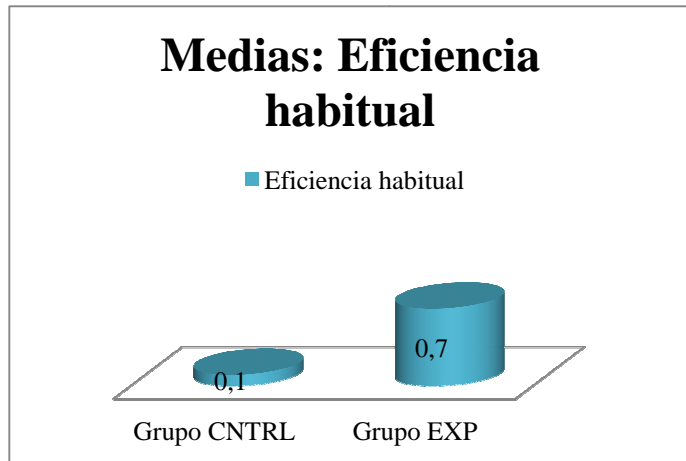 Medias: Eficiencia
habitual
Eficiencia habitual
0,1
0,7
Grupo CNTRL
Grupo EXP